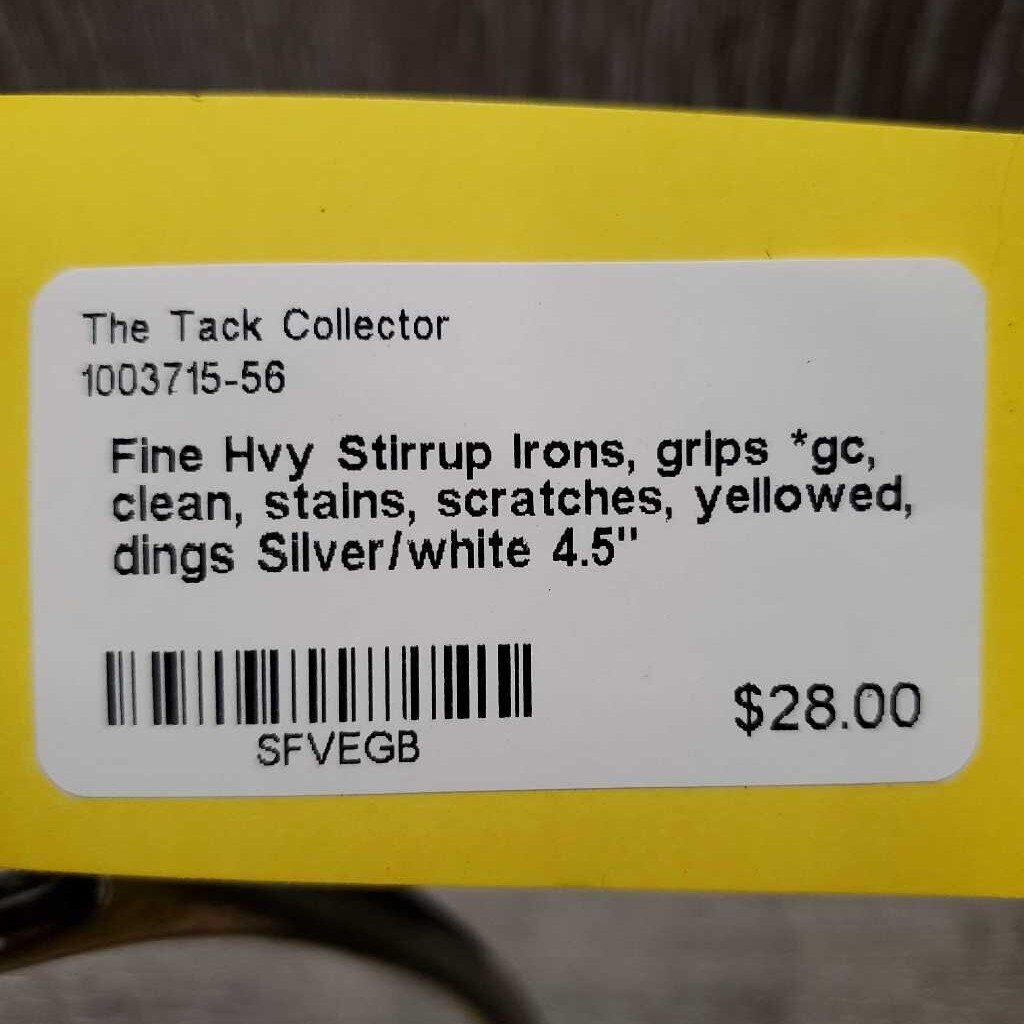 The Tack Collector
1003715-56
Fine Hvy Stirrup Irons, grips *gc,
clean, stains, scratches, yellowed,
dings Silver/white 4.5"
SFVEGB
$28.00